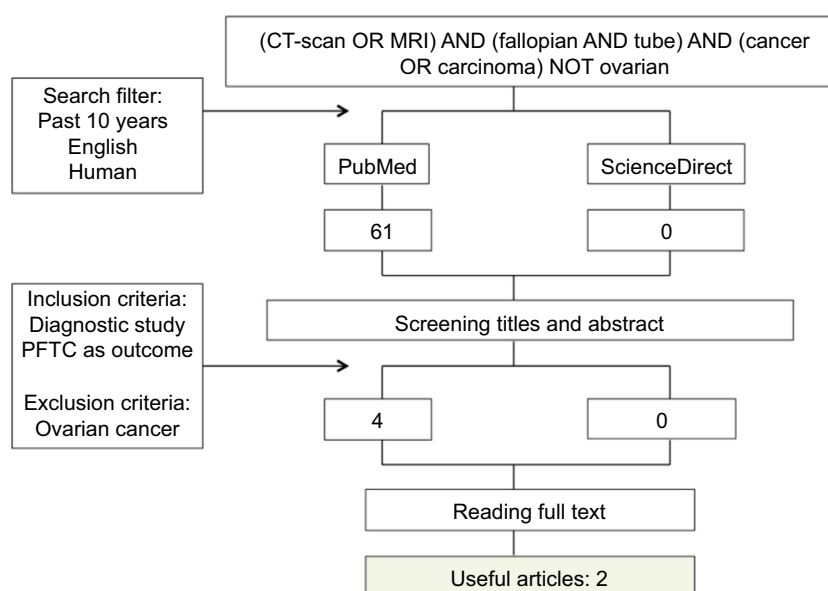 (CT-scan OR MRI) AND (fallopian AND tube) AND (cancer
OR carcinoma) NOT ovarian
Search filter:
Past 10 years
English
Human
PubMed
ScienceDirect
61
0
Inclusion criteria:
Diagnostic study
PFTC as outcome
Exclusion criteria:
Ovarian cancer
Screening titles and abstract
4
0
Reading full text
Useful articles: 2